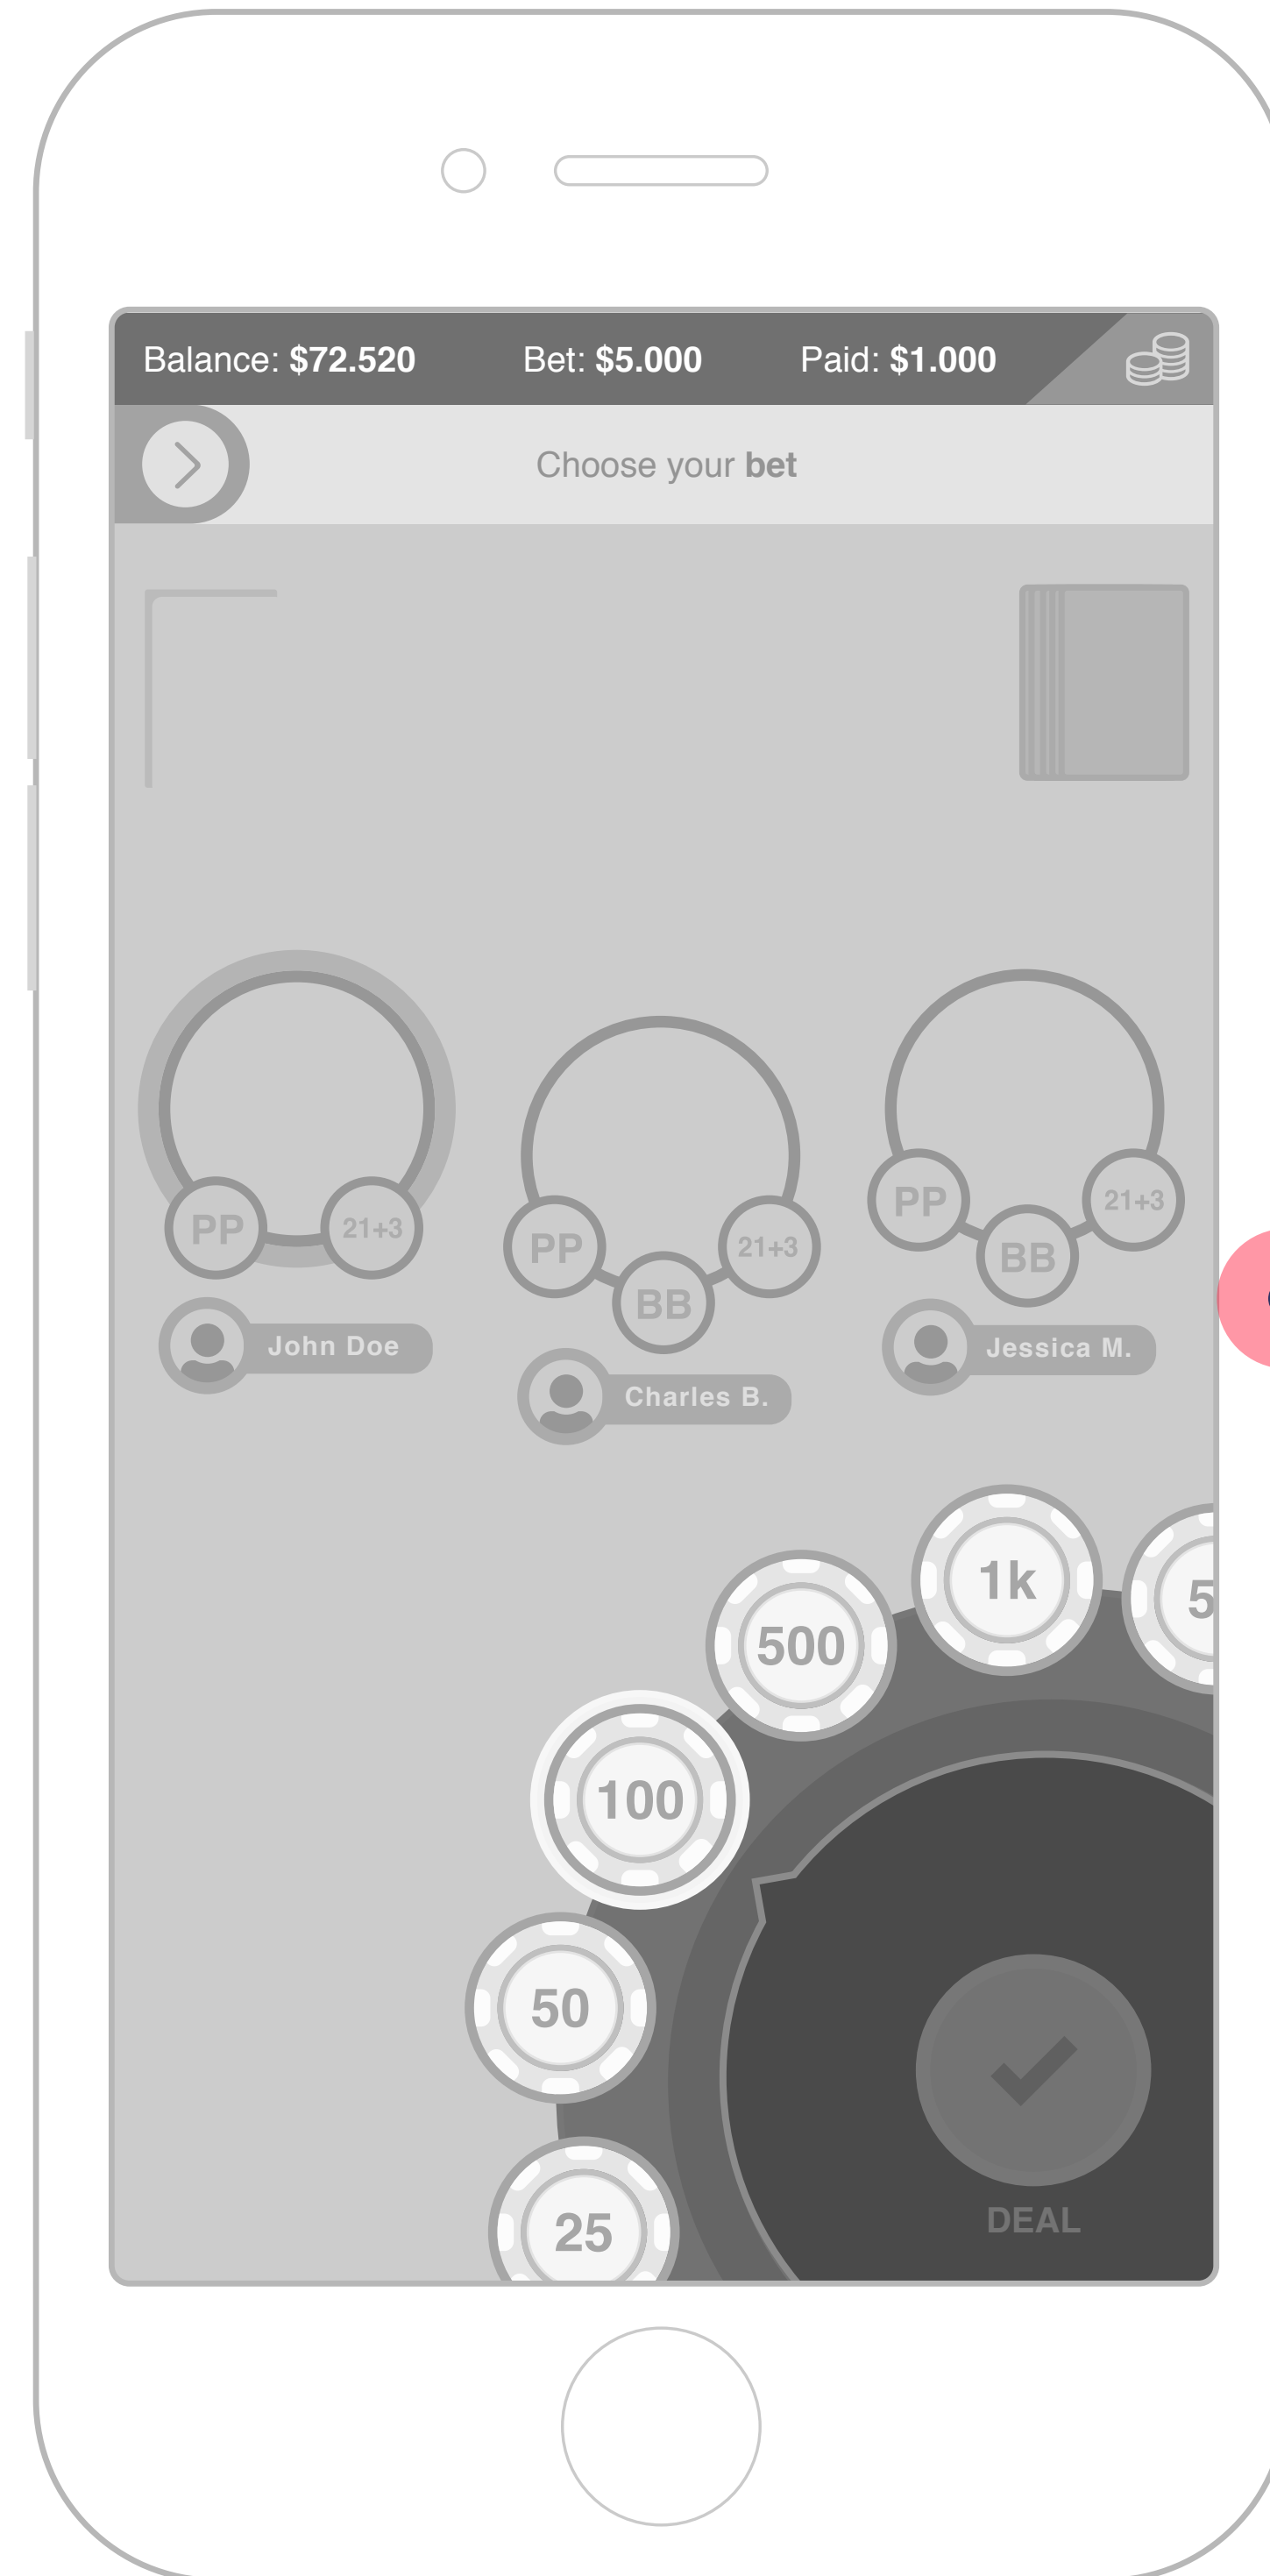 Balance: $72.520 Bet: $5.000 Paid: $1.000
Choose your bet
PP 21+3
John Doe
PP BB 21+3
Charles B.
PP BB 21+3
Jessica M.
1k
500
100
50
25
DEAL